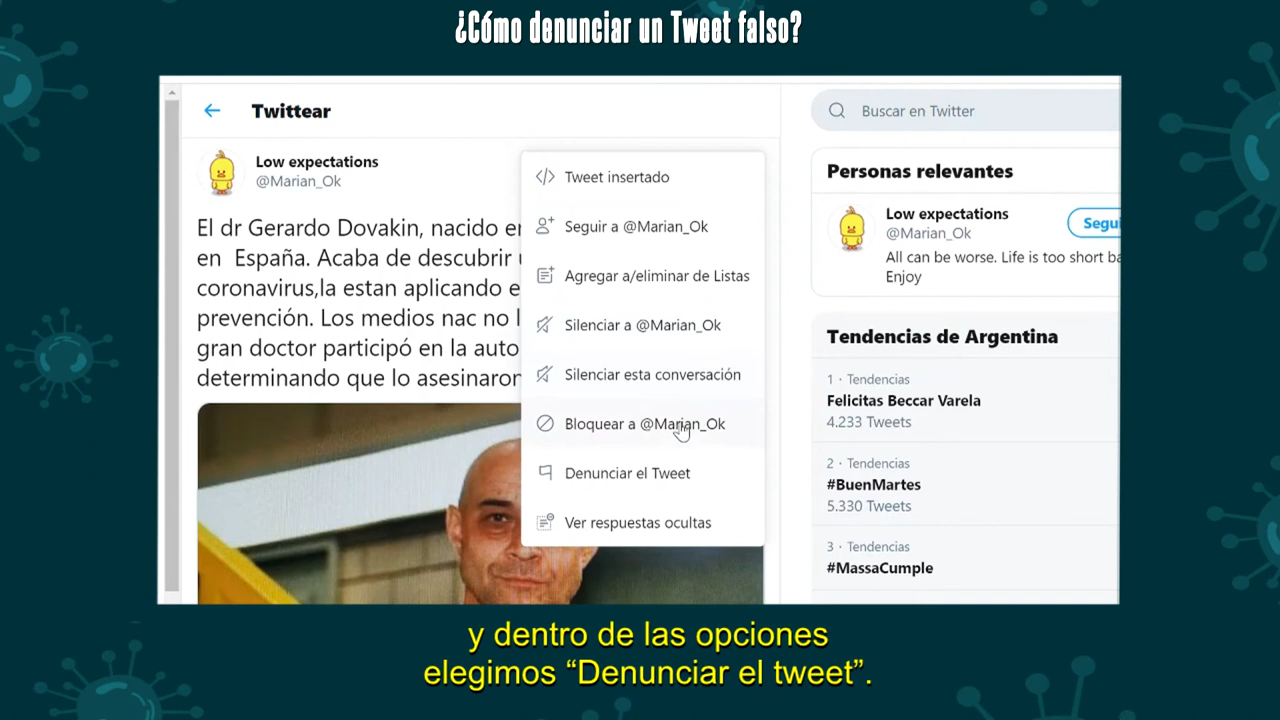 ¿Cómo denunciar un Tweet falso?
Twittear
Low expectations
@Marian_Ok
El dr Gerardo Dovakin, nacido
en España. Acaba de descubrir
coronavirus,la estan aplicando
prevención. Los medios nac no
gran doctor participó en la auto
determinando que lo asesinaron
Tweet insertado
Seguir a @Marian_Ok
Agregar a/eliminar de Listas
Silenciar a @Marian_Ok
Silenciar esta conversación
Bloquear a @Marian_Ok
Denunciar el Tweet
Ver respuestas ocultas
Buscar en Twitter
Personas relevantes
Low expectations
@Marian_Ok
Segui
All can be worse. Life is too short ba
Enjoy
Tendencias de Argentina
1 · Tendencias
Felicitas Beccar Varela
4.233 Tweets
2 · Tendencias
#BuenMartes
5.330 Tweets
3 · Tendencias
#MassaCumple
y dentro de las opciones
elegimos “Denunciar el tweet”.